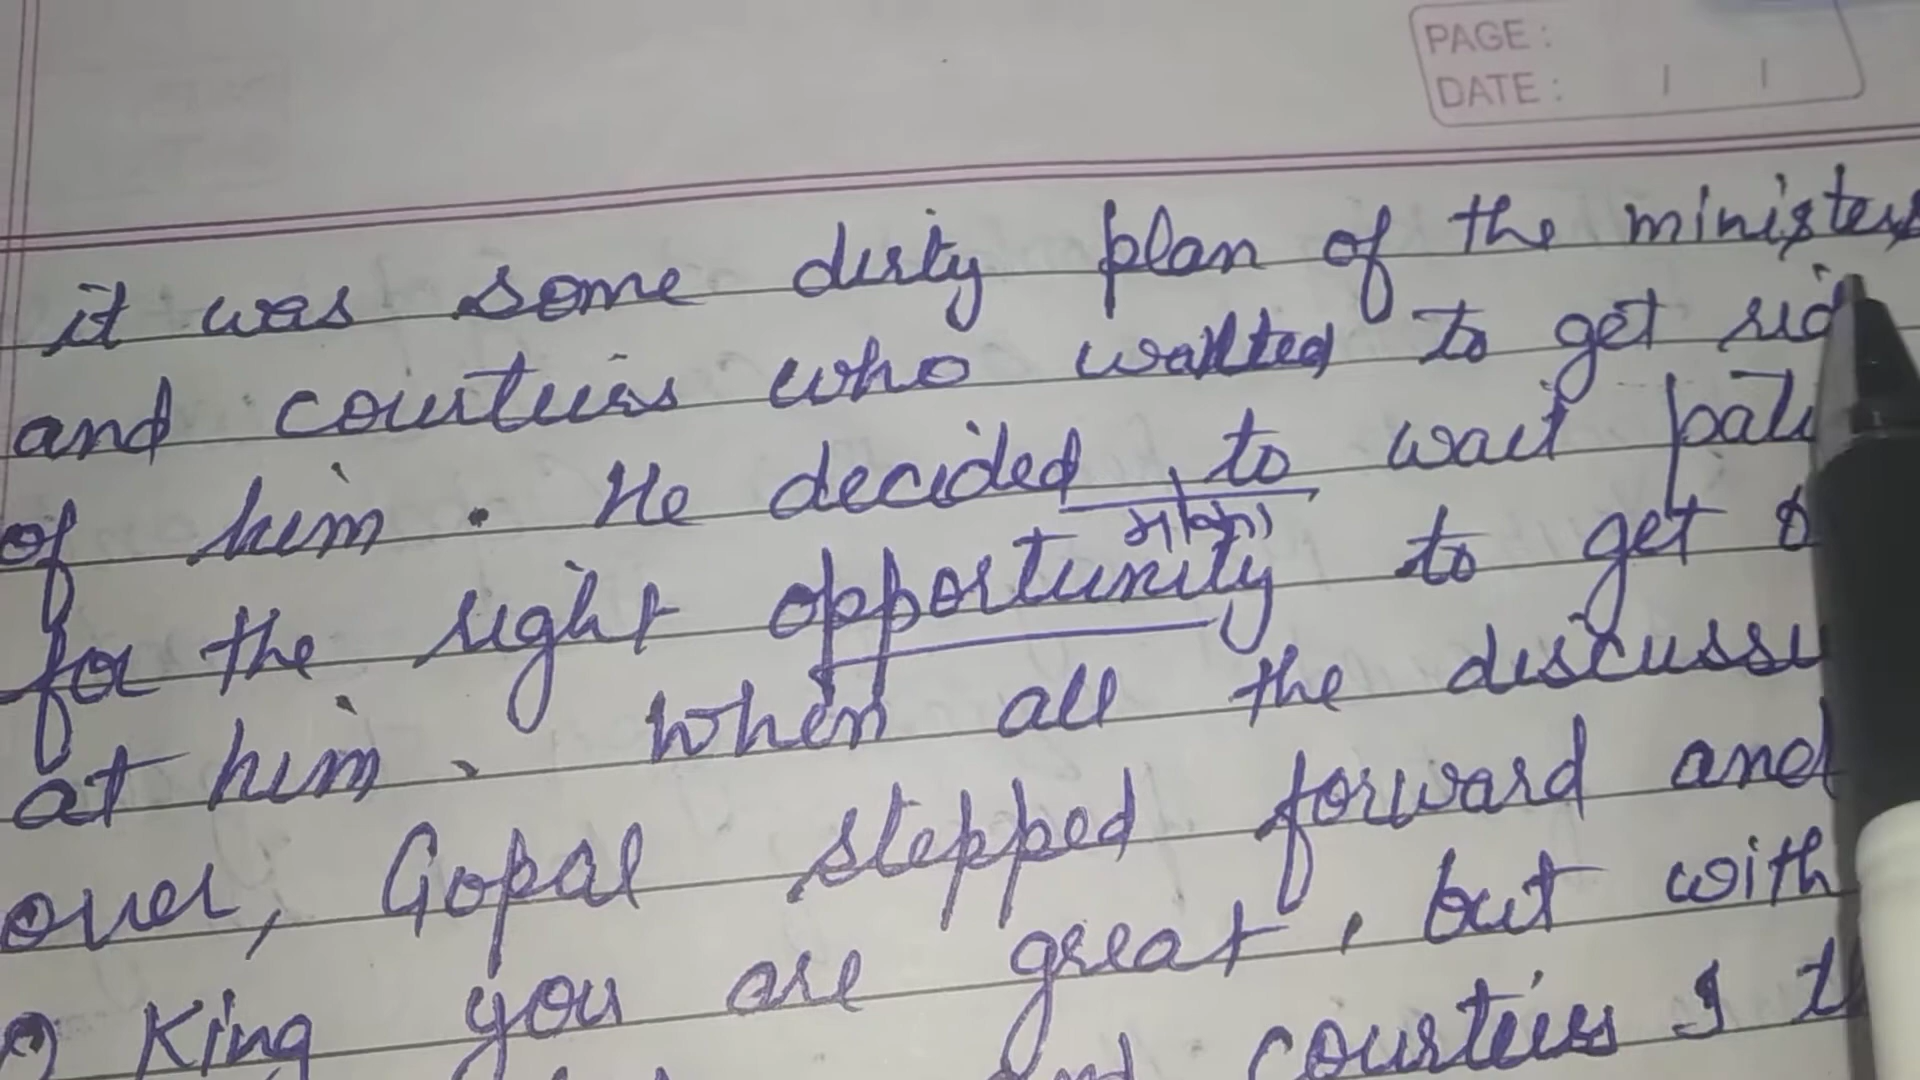 PAGE :
DATE : / /
it was some dirty plan of the ministers
and courtiers who wanted to get rid
of him . He decided to wait pati
मौका
for the right opportunity to get
at him . When all the discussi
over, Gopal stepped forward and
O King you are great , but with
and courtiers I